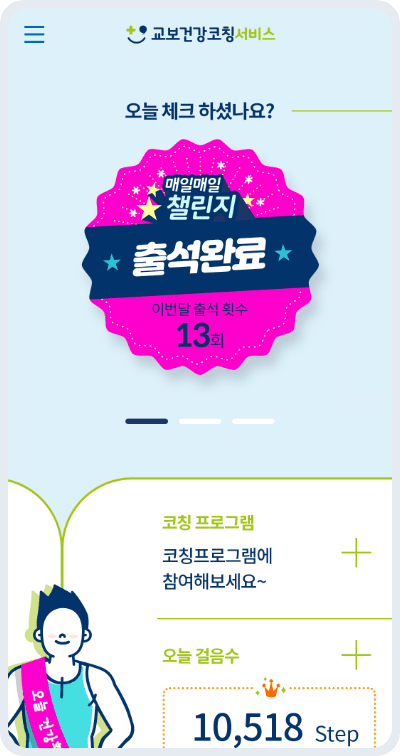 교보건강코칭서비스
오늘 체크 하셨나요?
매일매일
챌린지
출석완료
이번달 출석 횟수
13회
코칭 프로그램
코칭프로그램에
참여해보세요~
오늘 걸음수
10,518 Step
오늘 건